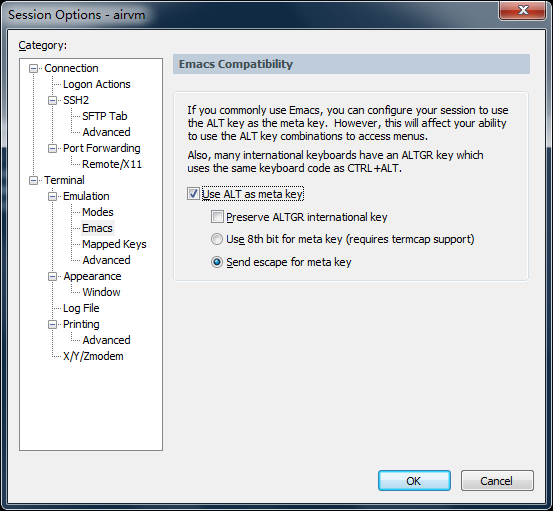 Session Options - airvm
Category:
Connection
Logon Actions
SSH2
SFTP Tab
Advanced
Port Forwarding
Remote/X11
Terminal
Emulation
Modes
Emacs
Mapped Keys
Advanced
Appearance
Window
Log File
Printing
Advanced
X/Y/Zmodem
Emacs Compatibility
If you commonly use Emacs, you can configure your session to use
the ALT key as the meta key.  However, this will affect your ability
to use the ALT key combinations to access menus.
Also, many international keyboards have an ALTGR key which
uses the same keyboard code as CTRL+ALT.
Use ALT as meta key
Preserve ALTGR international key
Use 8th bit for meta key (requires termcap support)
Send escape for meta key
OK
Cancel